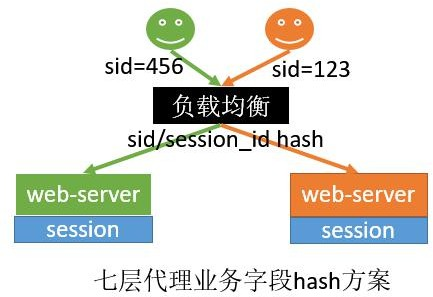 sid=456
sid=123
负载均衡
sid/session_id hash
web-server
web-server
session
session
七层代理业务字段hash方案